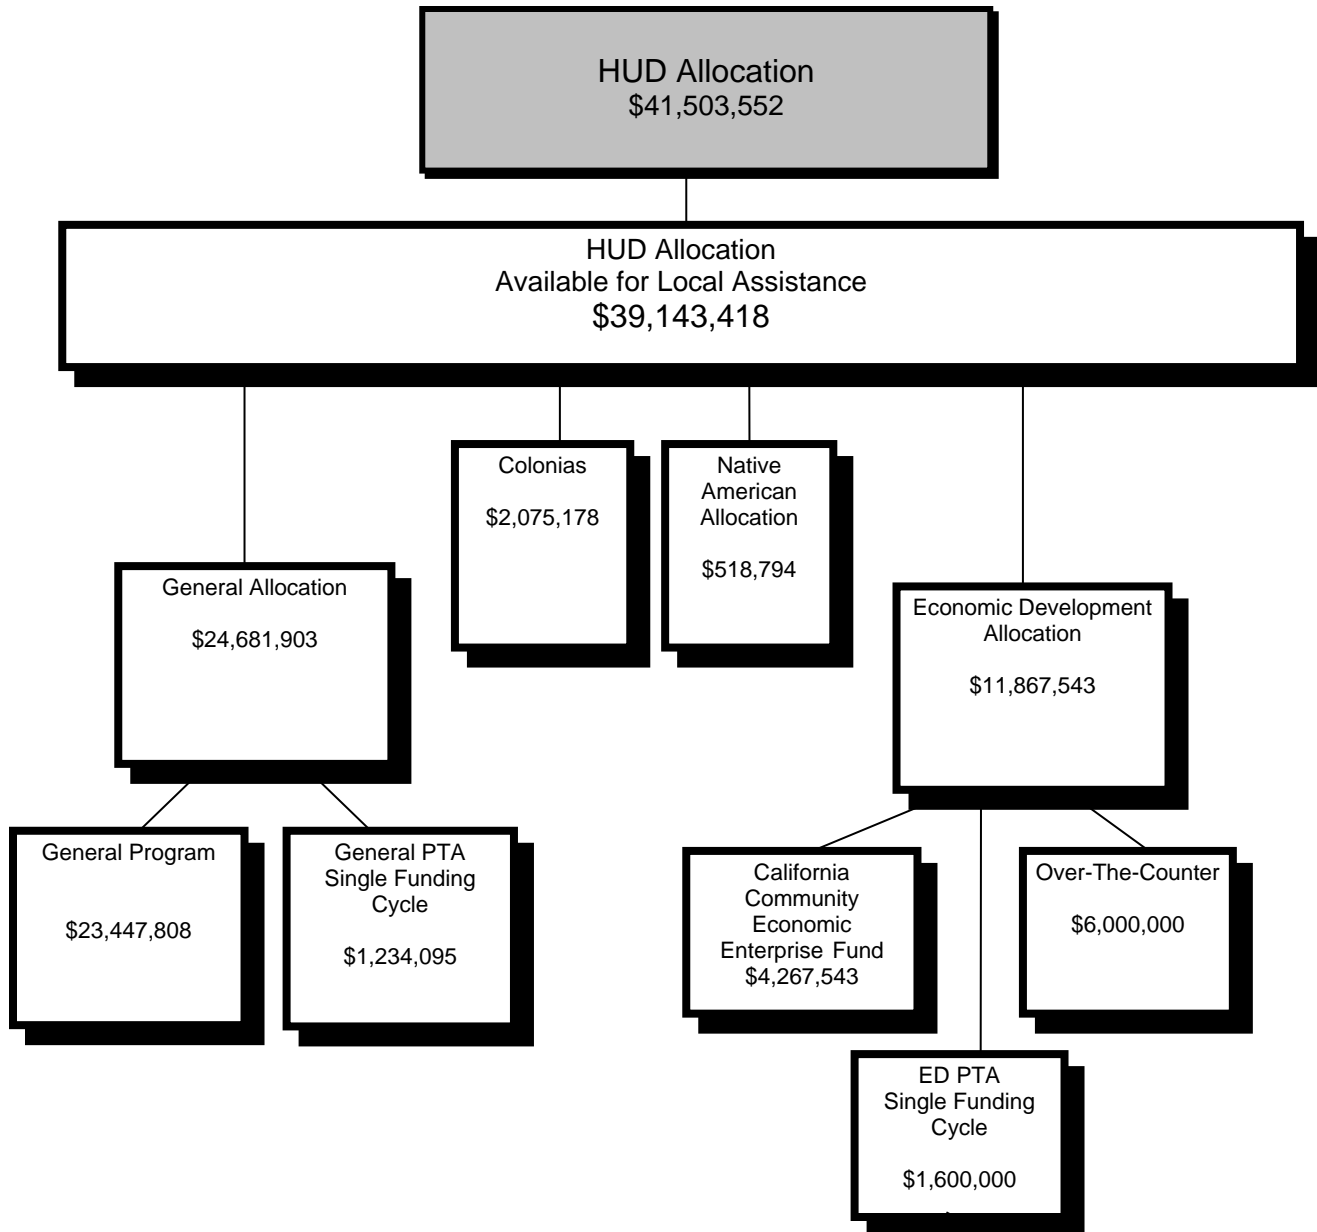 HUD Allocation
$41,503,552
HUD Allocation
Available for Local Assistance
$39,143,418
Colonias
$2,075,178
Native
American
Allocation
$518,794
General Allocation
$24,681,903
Economic Development
Allocation
$11,867,543
General Program
$23,447,808
General PTA
Single Funding
Cycle
$1,234,095
California
Community
Economic
Enterprise Fund
$4,267,543
Over-The-Counter
$6,000,000
ED PTA
Single Funding
Cycle
$1,600,000